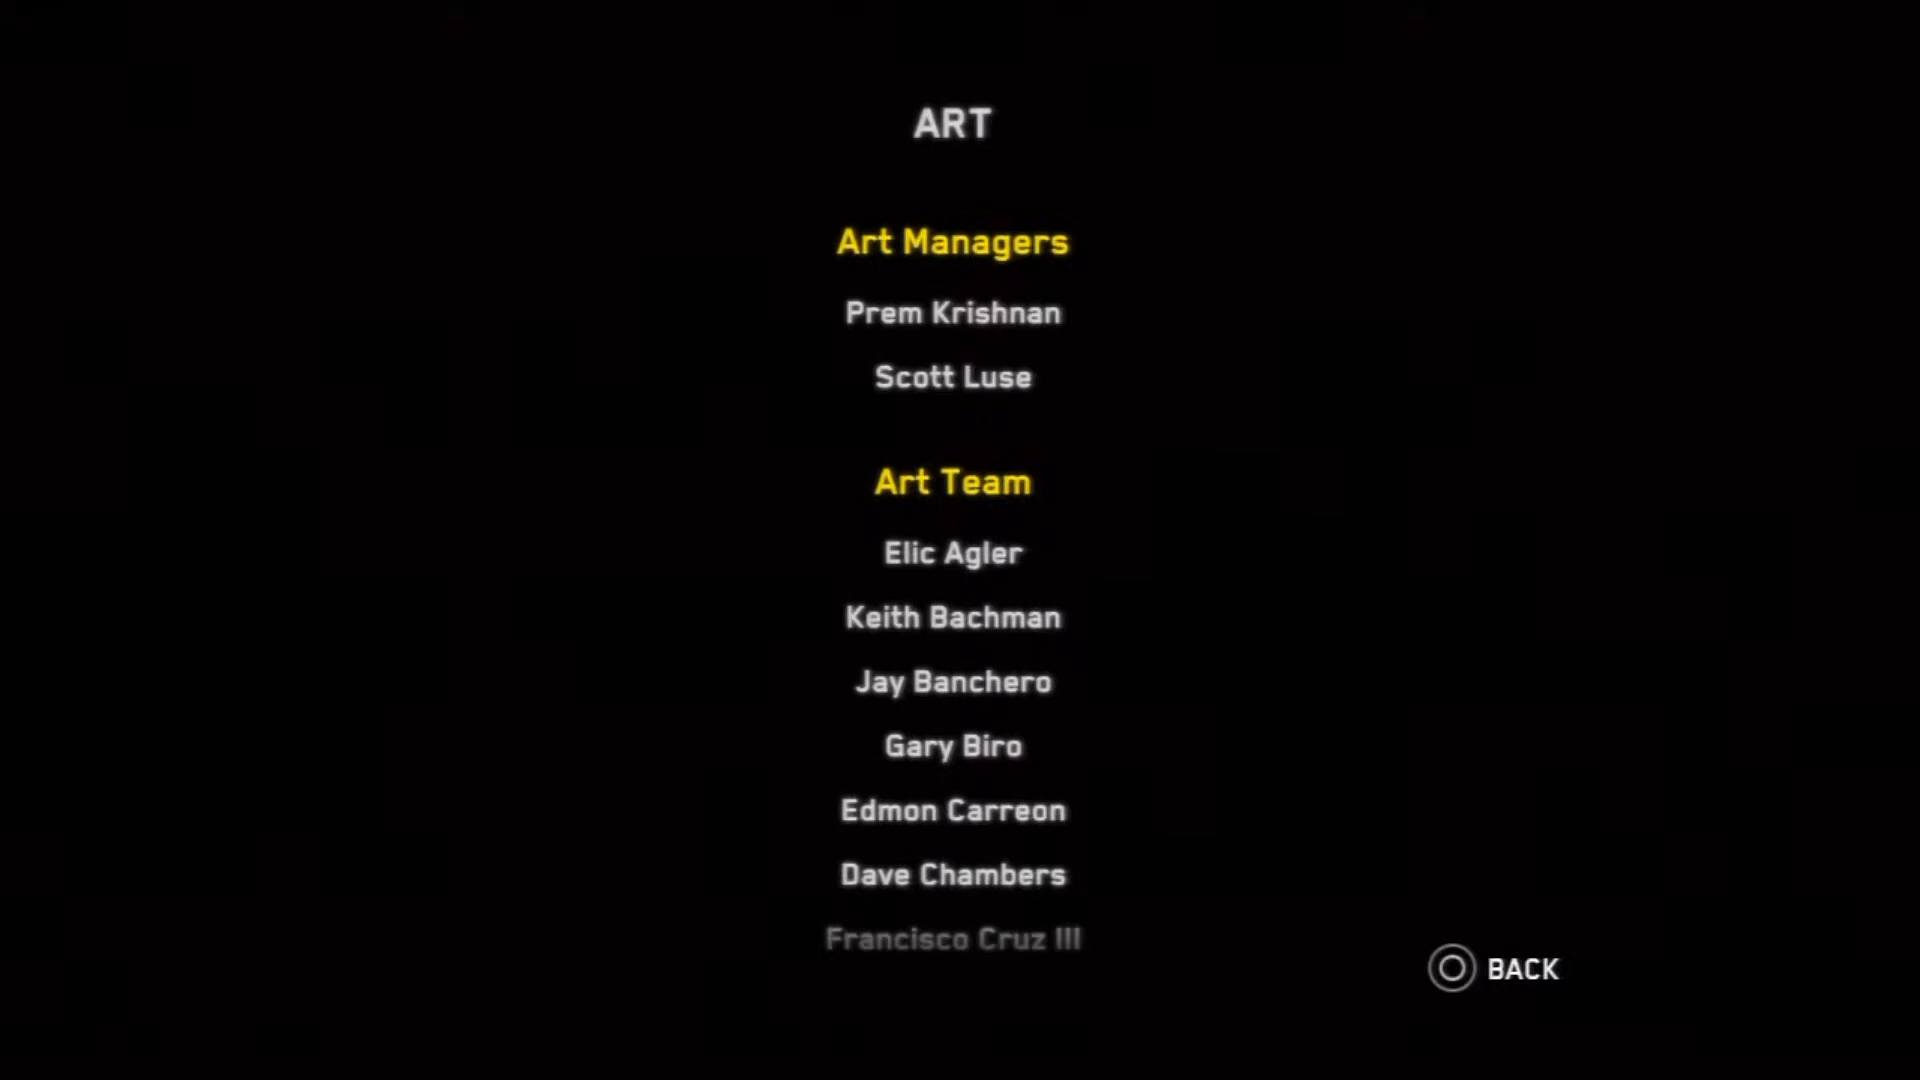 ART
Art Managers
Prem Krishnan
Scott Luse
Art Team
Elic Agler
Keith Bachman
Jay Banchero
Gary Biro
Edmon Carreon
Dave Chambers
Francisco Cruz III
BACK